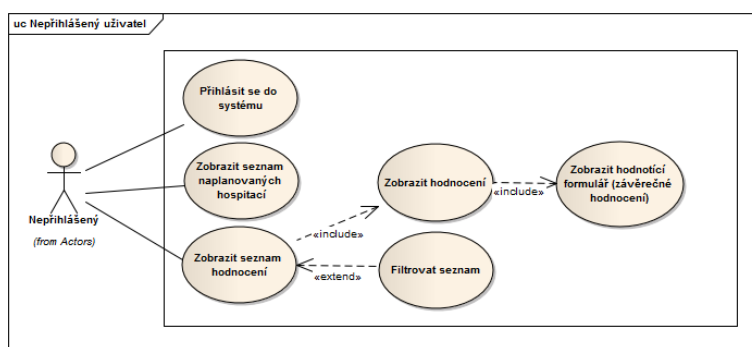 uc Nepřihlášený uživatel
Přihlásit se do
systému
Zobrazit seznam
naplanovaných
hospitací
Zobrazit seznam
hodnocení
Zobrazit hodnocení
Zobrazit hodnotící
formulář (závěrečné
hodnocení)
Filtrovat seznam
«include»
«include»
«extend»
Nepřihlášený
(from Actors)